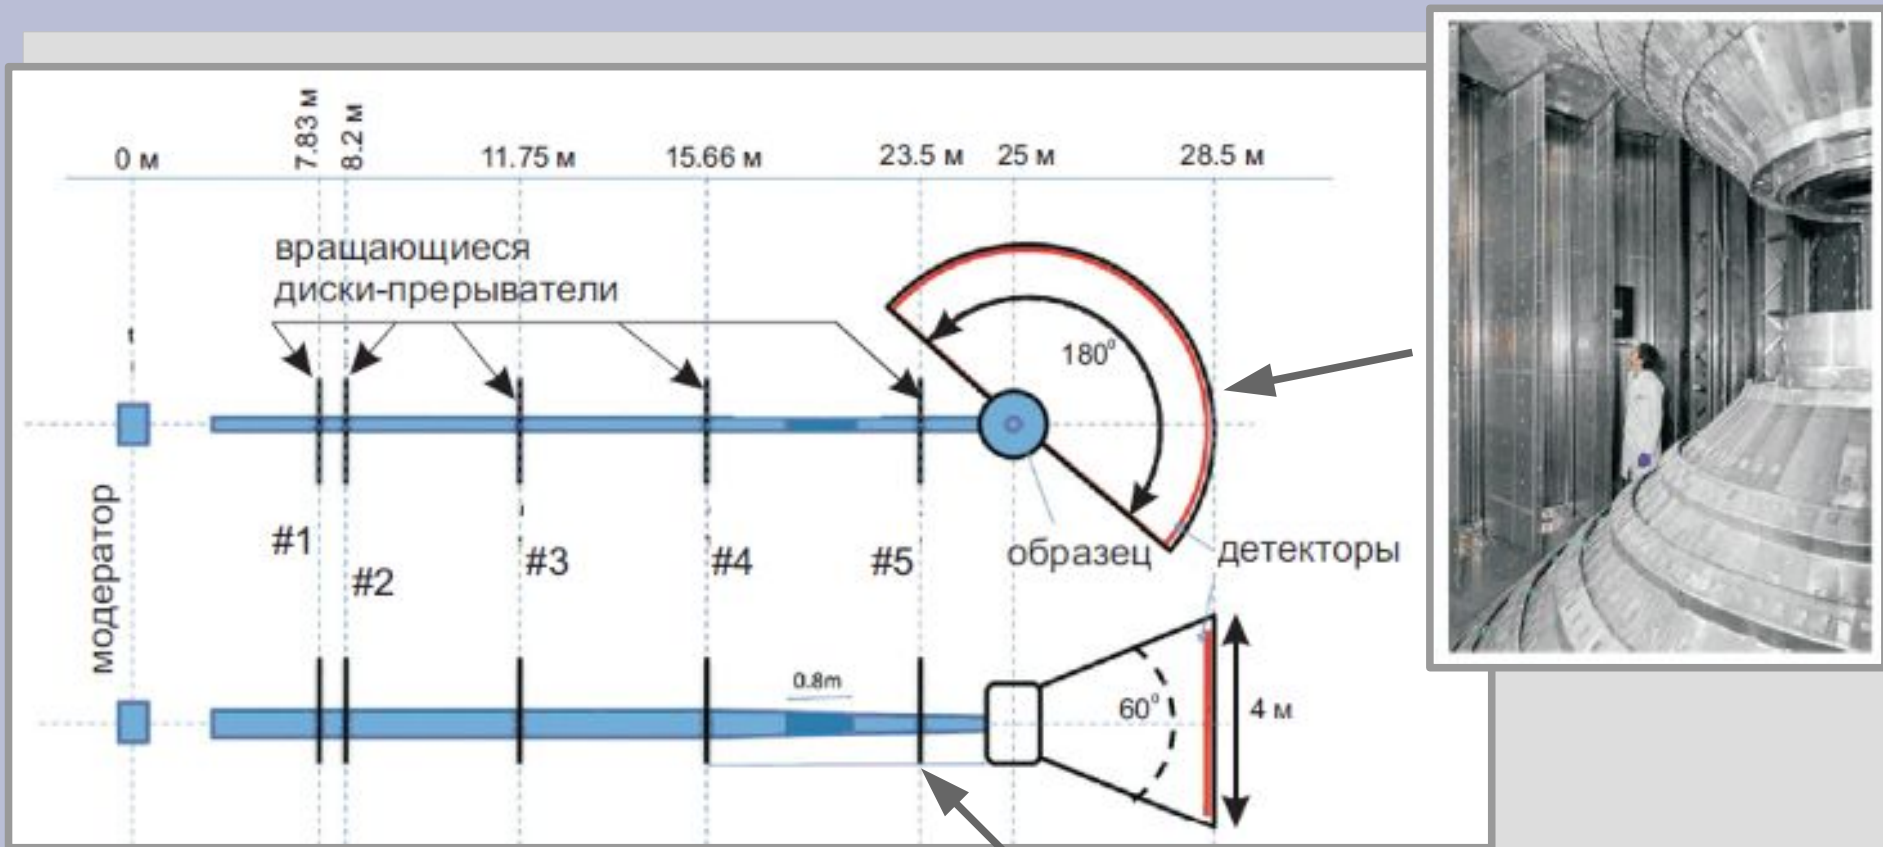 0 м
7.83 м
8.2 м
11.75 м
15.66 м
23.5 м
25 м
28.5 м
вращающиеся
диски-прерыватели
180°
#1
#2
#3
#4
#5
образец
детекторы
модератор
0.8m
60°
4 м